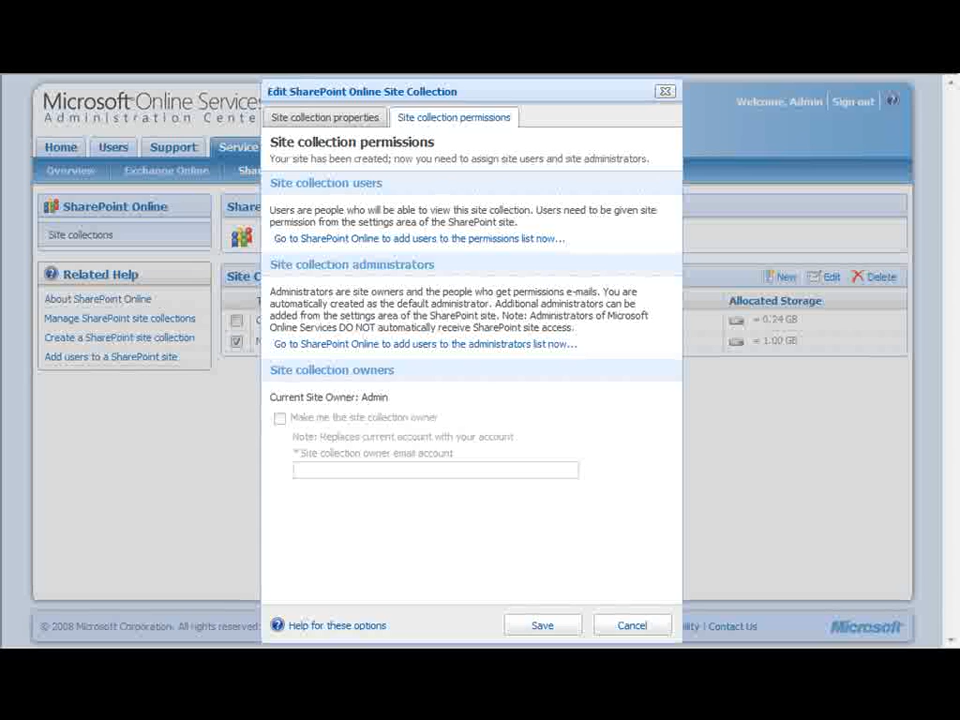 Microsoft Online Services
Administration Cente
Welcome, Admin
Sign out
Home
Users
Support
Service
Overview
Exchange Online
Sha
SharePoint Online
Site collections
Related Help
About SharePoint Online
Manage SharePoint site collections
Create a SharePoint site collection
Add users to a SharePoint site
Share
Site C
New
Edit
Delete
Allocated Storage
= 0.24 GB
= 1.00 GB
Edit SharePoint Online Site Collection
Site collection properties
Site collection permissions
Site collection permissions
Your site has been created; now you need to assign site users and site administrators.
Site collection users
Users are people who will be able to view this site collection. Users need to be given site
permission from the settings area of the SharePoint site.
Go to SharePoint Online to add users to the permissions list now...
Site collection administrators
Administrators are site owners and the people who get permissions e-mails. You are
automatically created as the default administrator. Additional administrators can be
added from the settings area of the SharePoint site. Note: Administrators of Microsoft
Online Services DO NOT automatically receive SharePoint site access.
Go to SharePoint Online to add users to the administrators list now...
Site collection owners
Current Site Owner: Admin
Make me the site collection owner
Note: Replaces current account with your account
* Site collection owner email account
Help for these options
Save
Cancel
© 2008 Microsoft Corporation. All rights reserved
ility | Contact Us
Microsoft